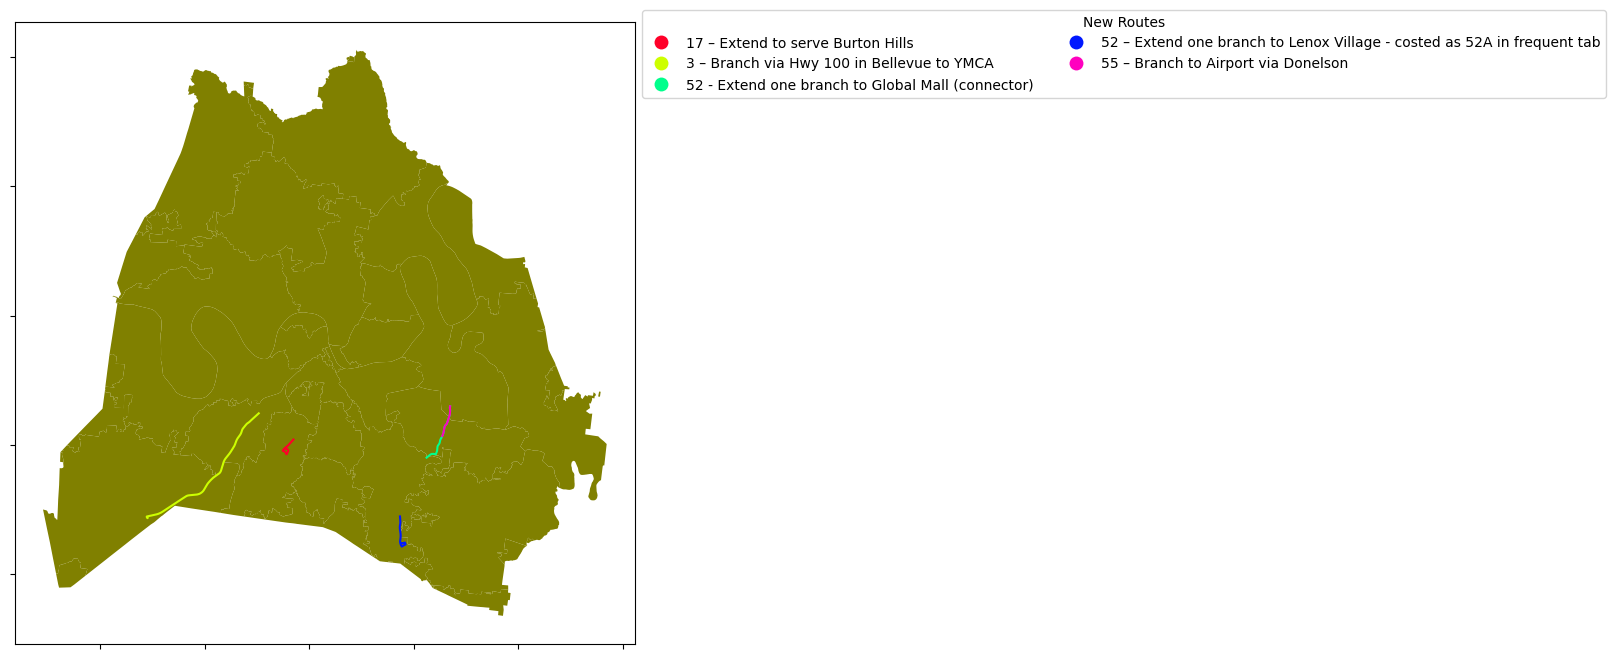 New Routes
17 – Extend to serve Burton Hills
3 – Branch via Hwy 100 in Bellevue to YMCA
52 - Extend one branch to Global Mall (connector)
52 – Extend one branch to Lenox Village - costed as 52A in frequent tab
55 – Branch to Airport via Donelson